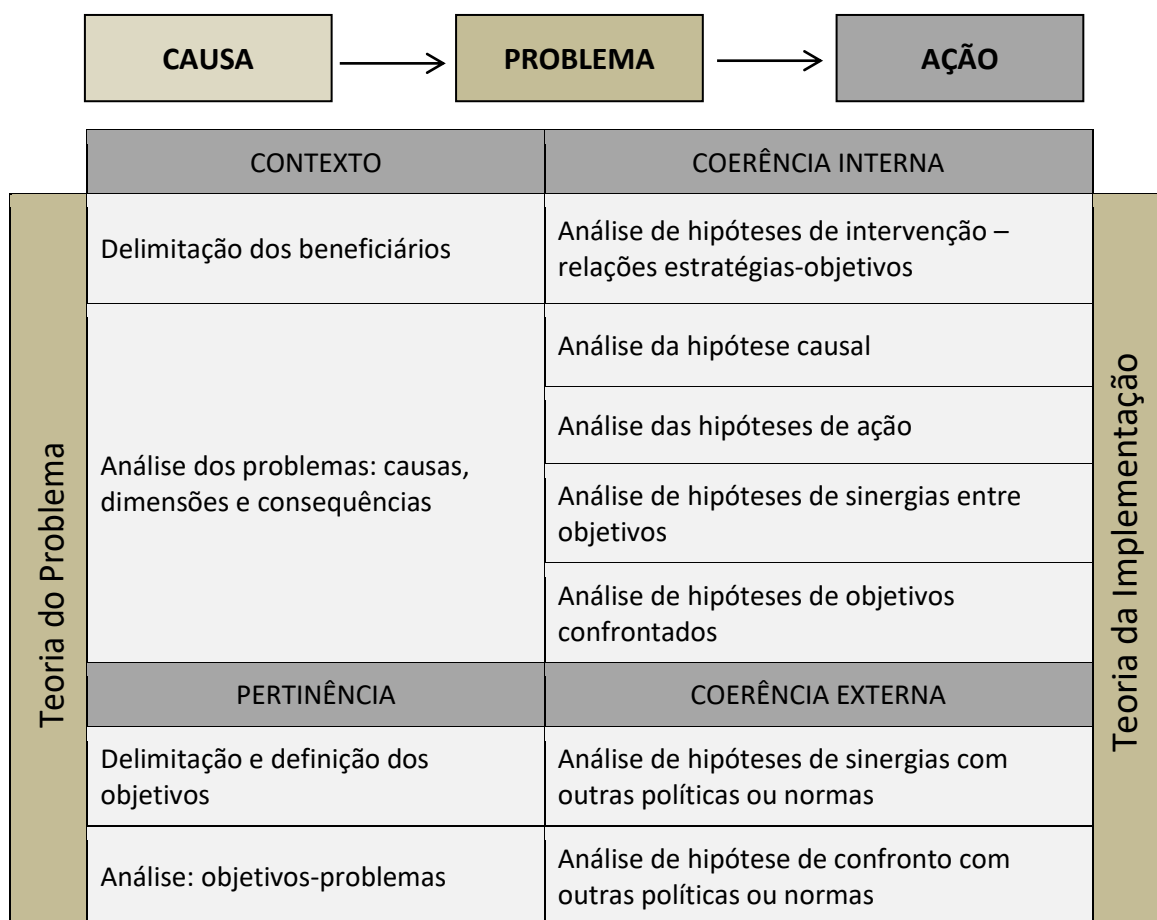 CAUSA
PROBLEMA
AÇÃO
CONTEXTO
COERÊNCIA INTERNA
Teoria do Problema
Delimitação dos beneficiários
Análise de hipóteses de intervenção –
relações estratégias-objetivos
Análise dos problemas: causas,
dimensões e consequências
Análise da hipótese causal
Análise das hipóteses de ação
Análise de hipóteses de sinergias entre
objetivos
Análise de hipóteses de objetivos
confrontados
PERTINÊNCIA
COERÊNCIA EXTERNA
Delimitação e definição dos
objetivos
Análise de hipóteses de sinergias com
outras políticas ou normas
Análise: objetivos-problemas
Análise de hipótese de confronto com
outras políticas ou normas
Teoria da Implementação